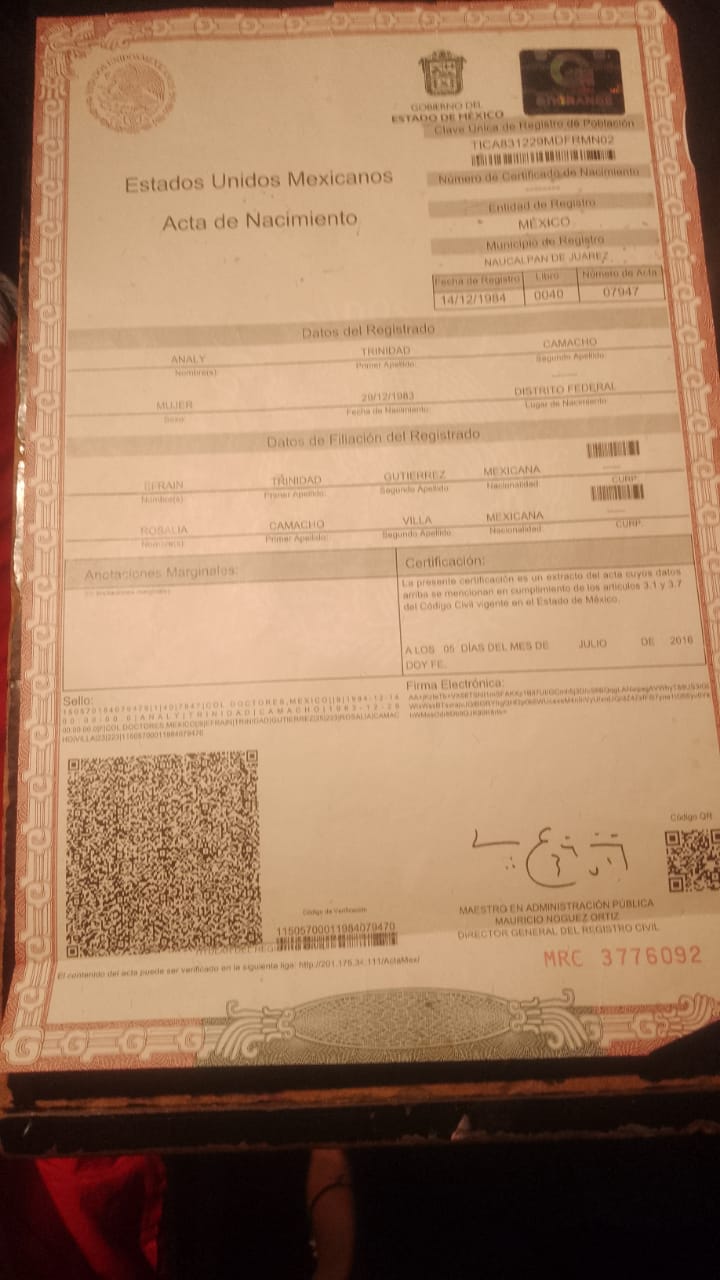 GOBIERNO DEL
ESTADO DE MÉXICO
Clave Única de Registro de Población
TICA831229MDFRMN02
Número de Certificado de Nacimiento
Entidad de Registro
MÉXICO
Municipio de Registro
NAUCALPAN DE JUAREZ
Fecha de Registro Libro Número de Acta
14/12/1984 0040 07947
Estados Unidos Mexicanos
Acta de Nacimiento
Datos del Registrado
ANALY TRINIDAD CAMACHO
Nombre(s): Primer Apellido: Segundo Apellido:
MUJER 29/12/1983 DISTRITO FEDERAL
Sexo: Fecha de Nacimiento: Lugar de Nacimiento:
Datos de Filiación del Registrado
EFRAIN TRINIDAD GUTIERREZ MEXICANA
Nombre(s): Primer Apellido: Segundo Apellido: Nacionalidad: CURP:
ROSALIA CAMACHO VILLA MEXICANA
Nombre(s): Primer Apellido: Segundo Apellido: Nacionalidad: CURP:
Anotaciones Marginales:
Certificación:
La presente certificación es un extracto del acta cuyos datos
arriba se mencionan en cumplimiento de los artículos 3.1 y 3.7
del Código Civil vigente en el Estado de México.
A LOS 05 DÍAS DEL MES DE JULIO DE 2016
DOY FE.
Sello:
Firma Electrónica:
Código QR
Código de Verificación
11505700011984079470
MAESTRO EN ADMINISTRACIÓN PÚBLICA
MAURICIO NOGUEZ ORTIZ
DIRECTOR GENERAL DEL REGISTRO CIVIL
El contenido del acta puede ser verificado en la siguiente liga: http://201.175.34.111/ActaMex/
MRC 3776092